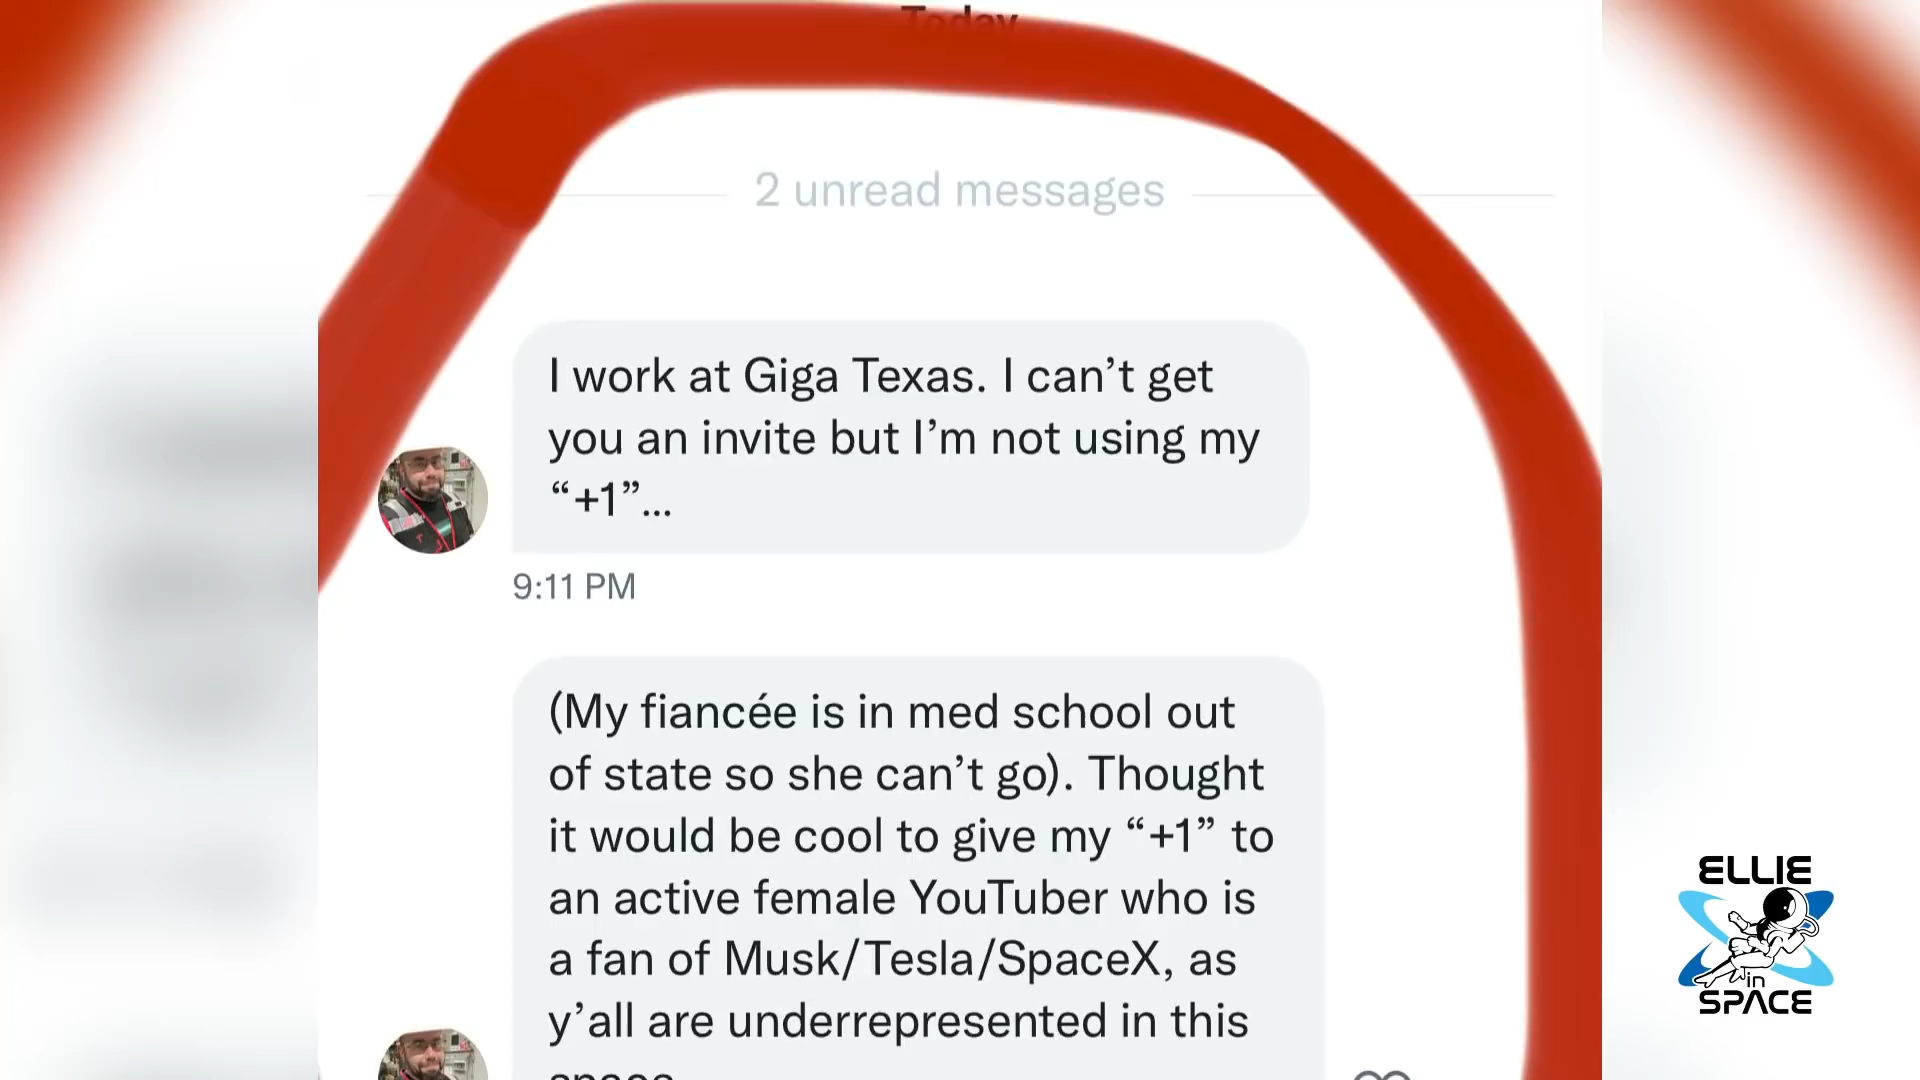 Today
2 unread messages
I work at Giga Texas. I can’t get
you an invite but I’m not using my
“+1”...
9:11 PM
(My fiancée is in med school out
of state so she can’t go). Thought
it would be cool to give my “+1” to
an active female YouTuber who is
a fan of Musk/Tesla/SpaceX, as
y’all are underrepresented in this
space
ELLIE
in
SPACE